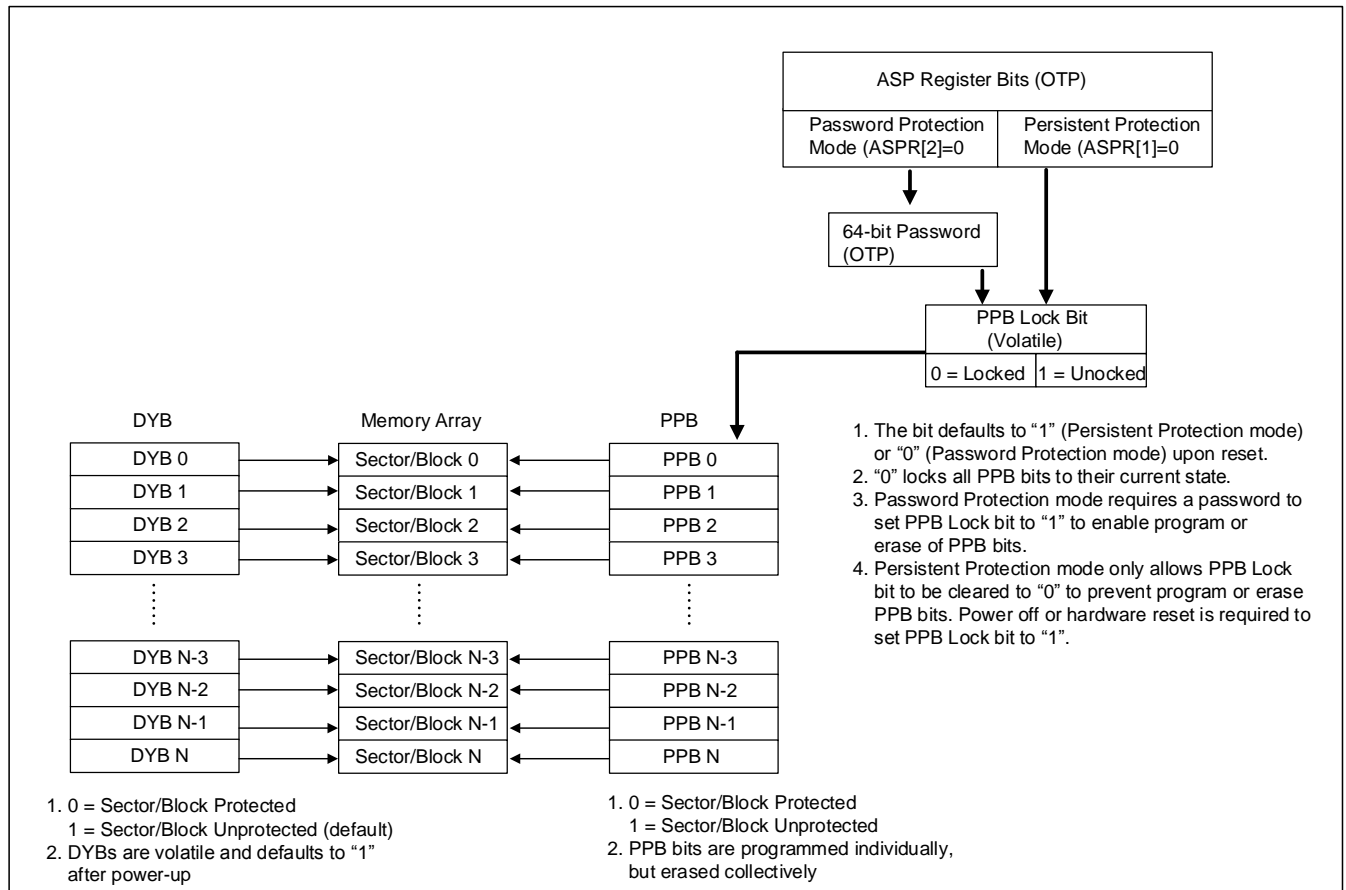 ASP Register Bits (OTP)
Password Protection
Mode (ASPR[2]=0
Persistent Protection
Mode (ASPR[1]=0
64-bit Password
(OTP)
PPB Lock Bit
(Volatile)
0 = Locked
1 = Unocked
1. The bit defaults to “1” (Persistent Protection mode)
or “0” (Password Protection mode) upon reset.
2. “0” locks all PPB bits to their current state.
3. Password Protection mode requires a password to
set PPB Lock bit to “1” to enable program or
erase of PPB bits.
4. Persistent Protection mode only allows PPB Lock
bit to be cleared to “0” to prevent program or erase
PPB bits. Power off or hardware reset is required to
set PPB Lock bit to “1”.
DYB Memory Array PPB
DYB 0 Sector/Block 0 PPB 0
DYB 1 Sector/Block 1 PPB 1
DYB 2 Sector/Block 2 PPB 2
DYB 3 Sector/Block 3 PPB 3
DYB N-3 Sector/Block N-3 PPB N-3
DYB N-2 Sector/Block N-2 PPB N-2
DYB N-1 Sector/Block N-1 PPB N-1
DYB N Sector/Block N PPB N
1. 0 = Sector/Block Protected
1 = Sector/Block Unprotected (default)
2. DYBs are volatile and defaults to “1”
after power-up
1. 0 = Sector/Block Protected
1 = Sector/Block Unprotected
2. PPB bits are programmed individually,
but erased collectively